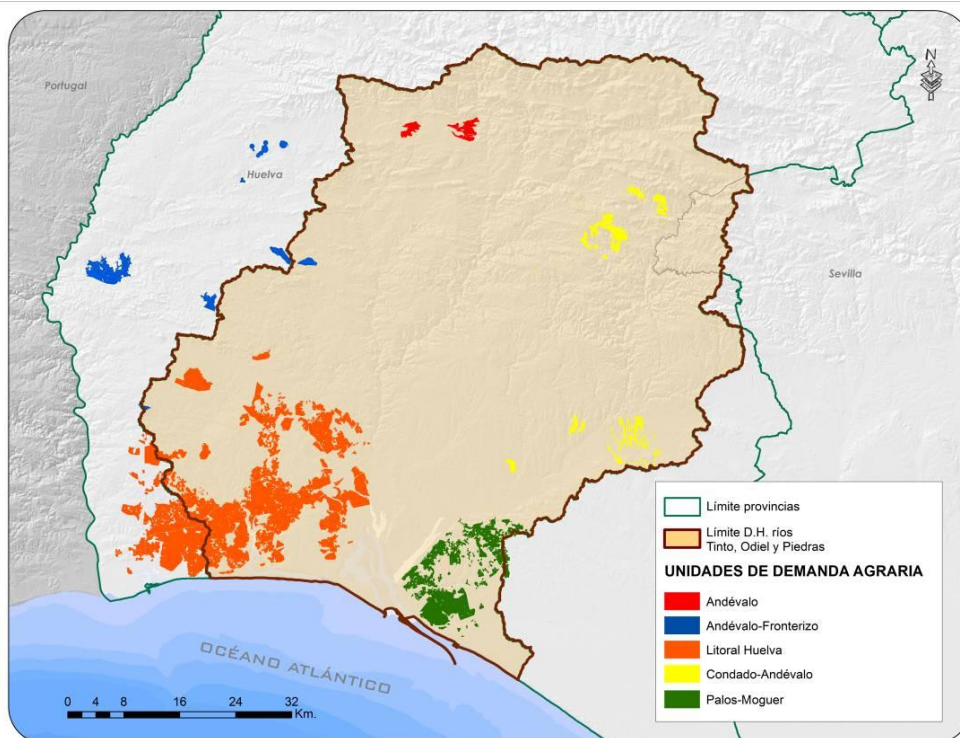 Portugal
N
Huelva
Sevilla
Límite provincias
Límite D.H. ríos
Tinto, Odiel y Piedras
UNIDADES DE DEMANDA AGRARIA
Andévalo
Andévalo-Fronterizo
Litoral Huelva
Condado-Andévalo
Palos-Moguer
OCÉANO ATLÁNTICO
0 4 8 16 24 32
Km.